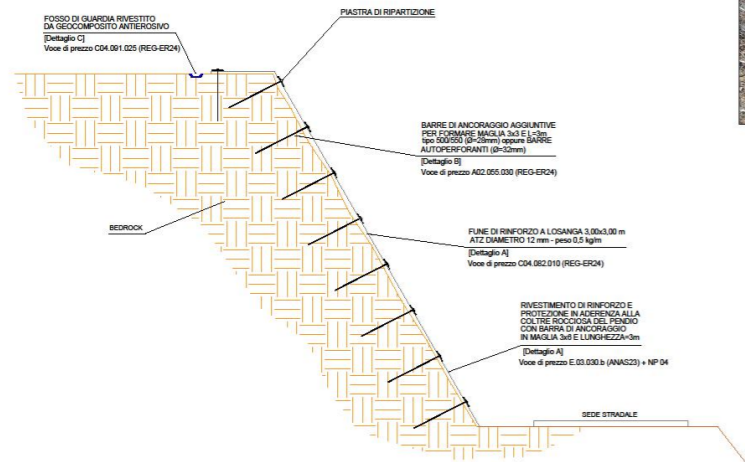 PIASTRA DI RIPARTIZIONE
FOSSO DI GUARDIA RIVESTITO
DA GEOCOMPOSITO ANTIEROSIVO
[Dettaglio C]
Voce di prezzo C04.091.025 (REG-ER24)
BARRE DI ANCORAGGIO AGGIUNTIVE
PER FORMARE MAGLIA 3x3 E L=3m
tipo 500/550 (Ø=28mm) oppure BARRE
AUTOPERFORANTI (Ø=32mm)
[Dettaglio B]
Voce di prezzo A02.055.030 (REG-ER24)
BEDROCK
FUNE DI RINFORZO A LOSANGA 3,00x3,00 m
ATZ DIAMETRO 12 mm - peso 0,5 kg/m
[Dettaglio A]
Voce di prezzo C04.082.010 (REG-ER24)
RIVESTIMENTO DI RINFORZO E
PROTEZIONE IN ADERENZA ALLA
COLTRE ROCCIOSA DEL PENDIO
CON BARRA DI ANCORAGGIO
IN MAGLIA 3x6 E LUNGHEZZA=3m
[Dettaglio A]
Voce di prezzo E.03.030.b (ANAS23) + NP 04
SEDE STRADALE